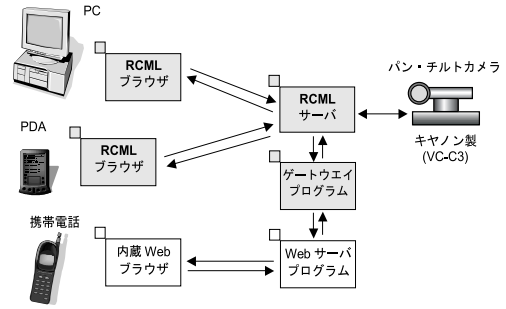 PC
RCML
ブラウザ
RCML
サーバ
パン・チルトカメラ
キヤノン製
(VC-C3)
PDA
RCML
ブラウザ
ゲートウエイ
プログラム
携帯電話
内蔵 Web
ブラウザ
Web サーバ
プログラム